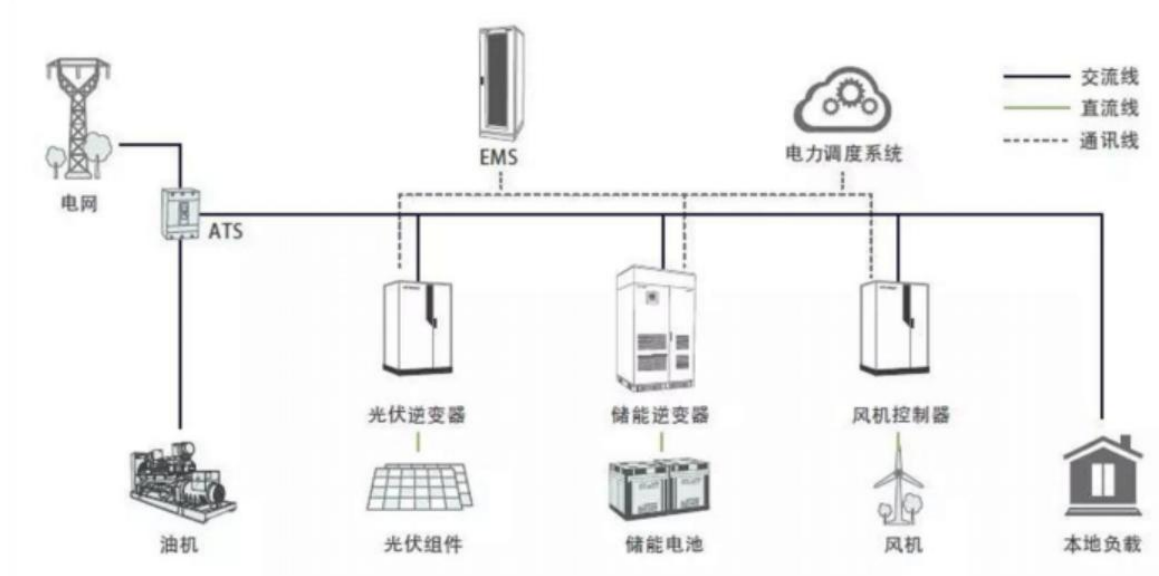 EMS
电力调度系统
交流线
直流线
通讯线
电网
ATS
光伏逆变器
储能逆变器
风机控制器
油机
光伏组件
储能电池
风机
本地负载